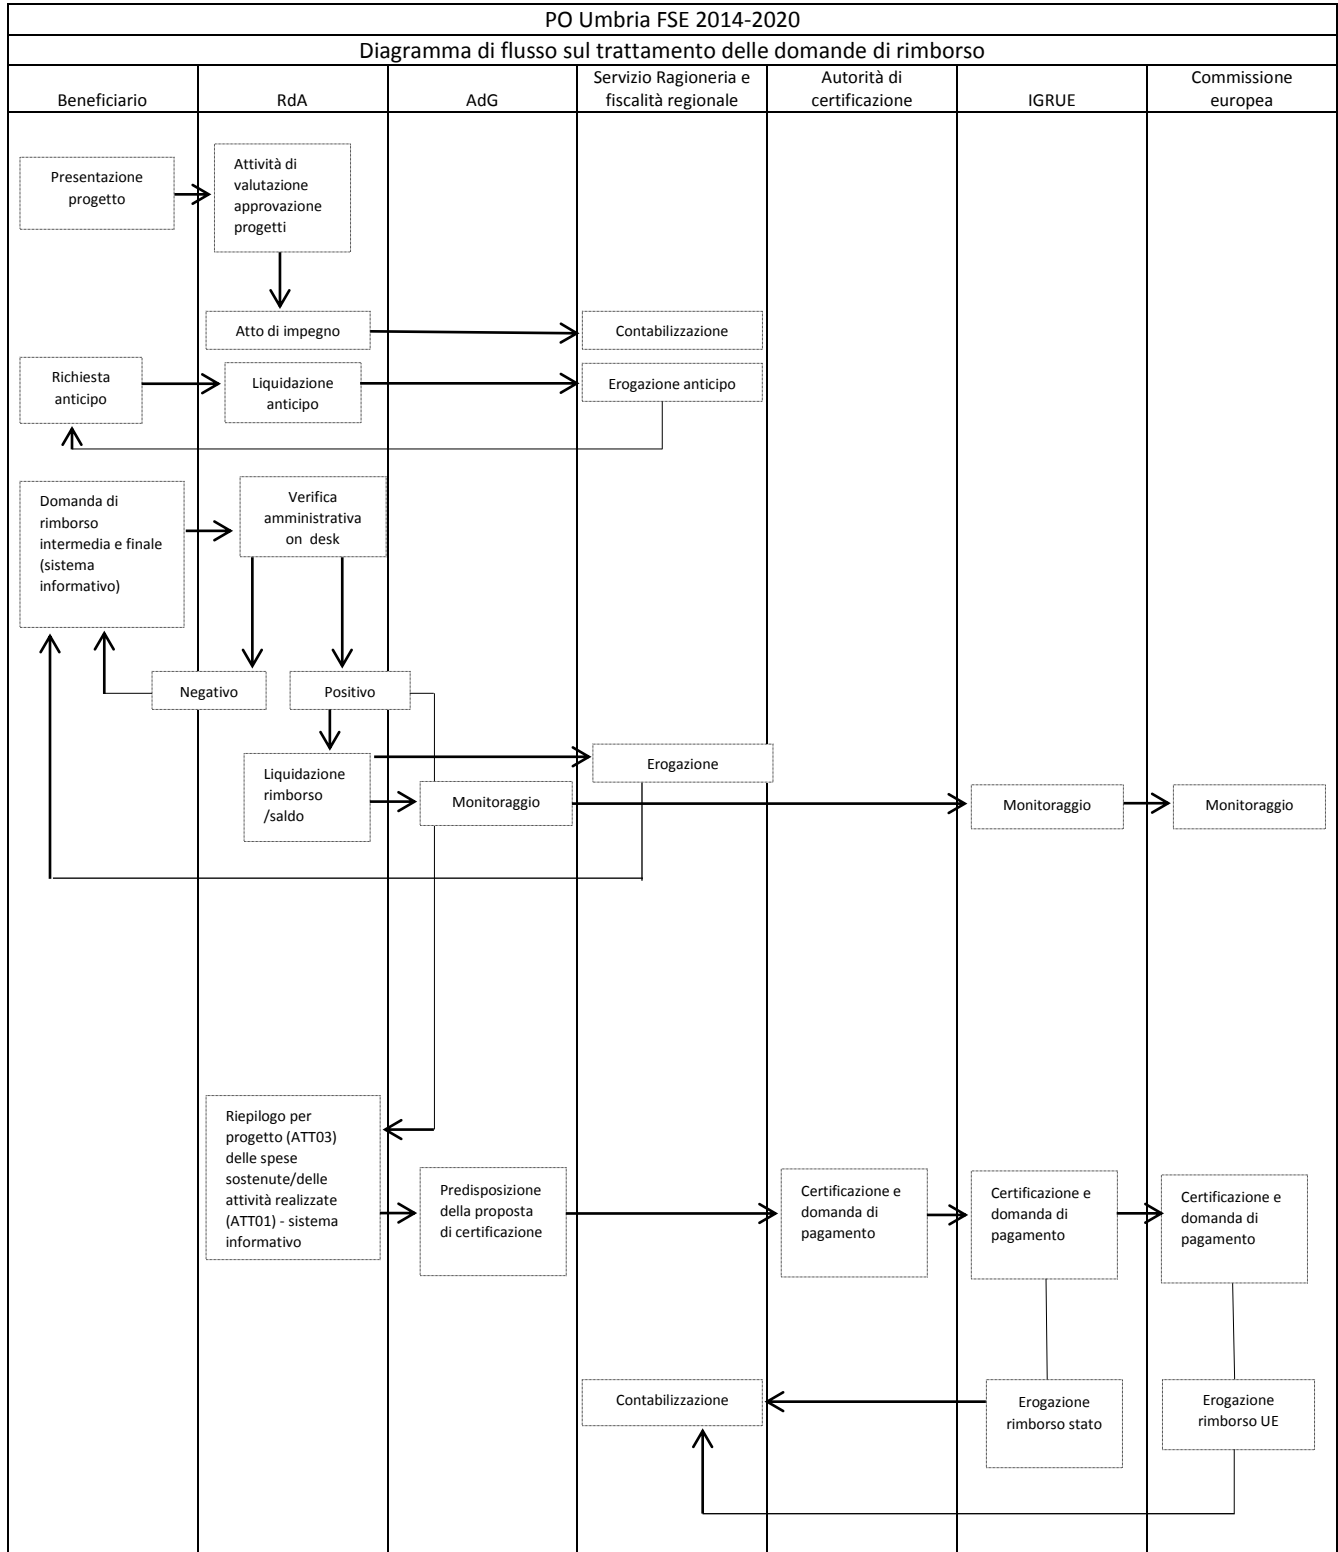 PO Umbria FSE 2014-2020
Diagramma di flusso sul trattamento delle domande di rimborso
Beneficiario
RdA
AdG
Servizio Ragioneria e
fiscalità regionale
Autorità di
certificazione
IGRUE
Commissione
europea
Presentazione
progetto
Attività di
valutazione
approvazione
progetti
Atto di impegno
Contabilizzazione
Richiesta
anticipo
Liquidazione
anticipo
Erogazione anticipo
Domanda di
rimborso
intermedia e finale
(sistema
informativo)
Verifica
amministrativa
on desk
Negativo
Positivo
Liquidazione
rimborso
/saldo
Erogazione
Monitoraggio
Monitoraggio
Monitoraggio
Riepilogo per
progetto (ATT03)
delle spese
sostenute/delle
attività realizzate
(ATT01) - sistema
informativo
Predisposizione
della proposta
di certificazione
Certificazione e
domanda di
pagamento
Certificazione e
domanda di
pagamento
Certificazione e
domanda di
pagamento
Contabilizzazione
Erogazione
rimborso stato
Erogazione
rimborso UE